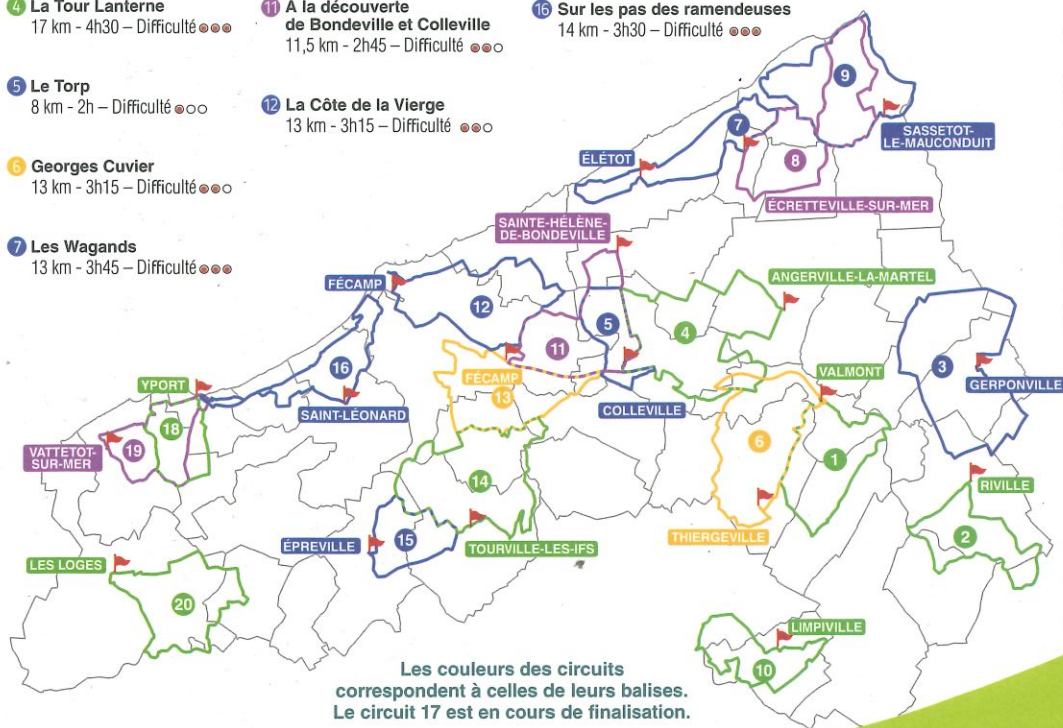 4 La Tour Lanterne
17 km - 4h30 – Difficulté
5 Le Torp
8 km - 2h – Difficulté
6 Georges Cuvier
13 km - 3h15 – Difficulté
7 Les Wagands
13 km - 3h45 – Difficulté
11 A la découverte
de Bondeville et Colleville
11,5 km - 2h45 – Difficulté
12 La Côte de la Vierge
13 km - 3h15 – Difficulté
16 Sur les pas des ramendeuses
14 km - 3h30 – Difficulté
9
7
SASSETOT-
LE-MAUCONDUIT
ÉLÉTOT
8
ÉCRETTEVILLE-SUR-MER
SAINTE-HÉLÈNE-
DE-BONDEVILLE
ANGERVILLE-LA-MARTEL
FÉCAMP
12
5
4
11
16
3
YPORT
FÉCAMP
13
VALMONT
GERPONVILLE
SAINT-LÉONARD
COLLEVILLE
18
19
VATTETOT-
SUR-MER
6
1
14
RIVILLE
THIERGEVILLE
2
ÉPREVILLE
15
TOURVILLE-LES-IFS
LES LOGES
20
LIMPIVILLE
10
Les couleurs des circuits
correspondent à celles de leurs balises.
Le circuit 17 est en cours de finalisation.